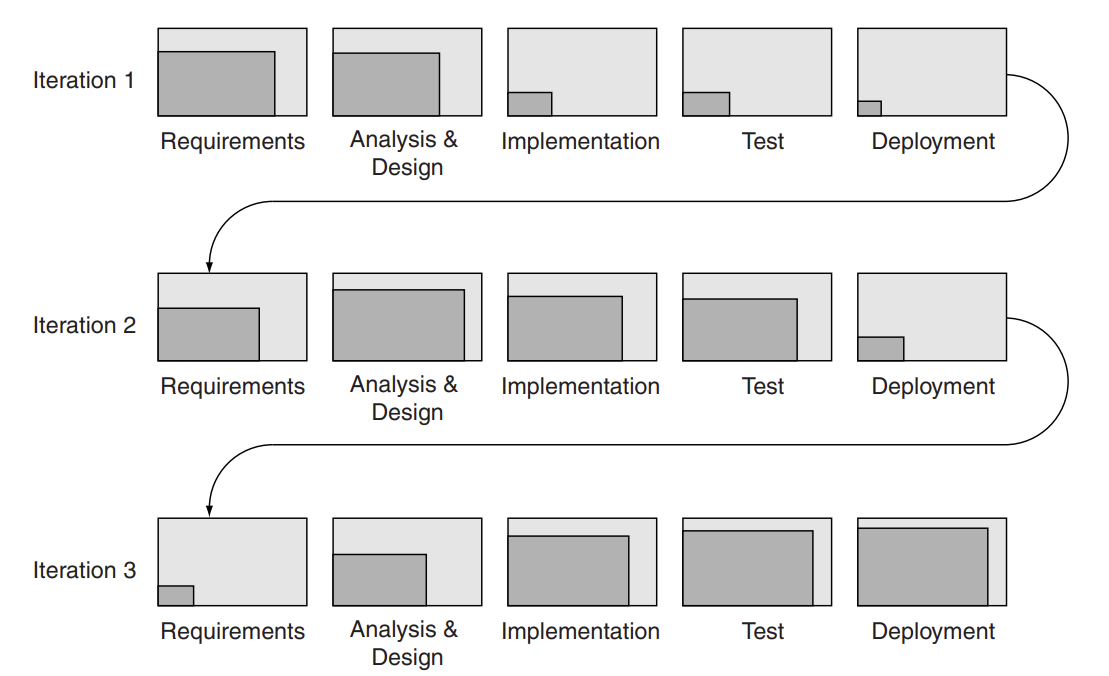 Iteration 1
Requirements
Analysis &
Design
Implementation
Test
Deployment
Iteration 2
Requirements
Analysis &
Design
Implementation
Test
Deployment
Iteration 3
Requirements
Analysis &
Design
Implementation
Test
Deployment